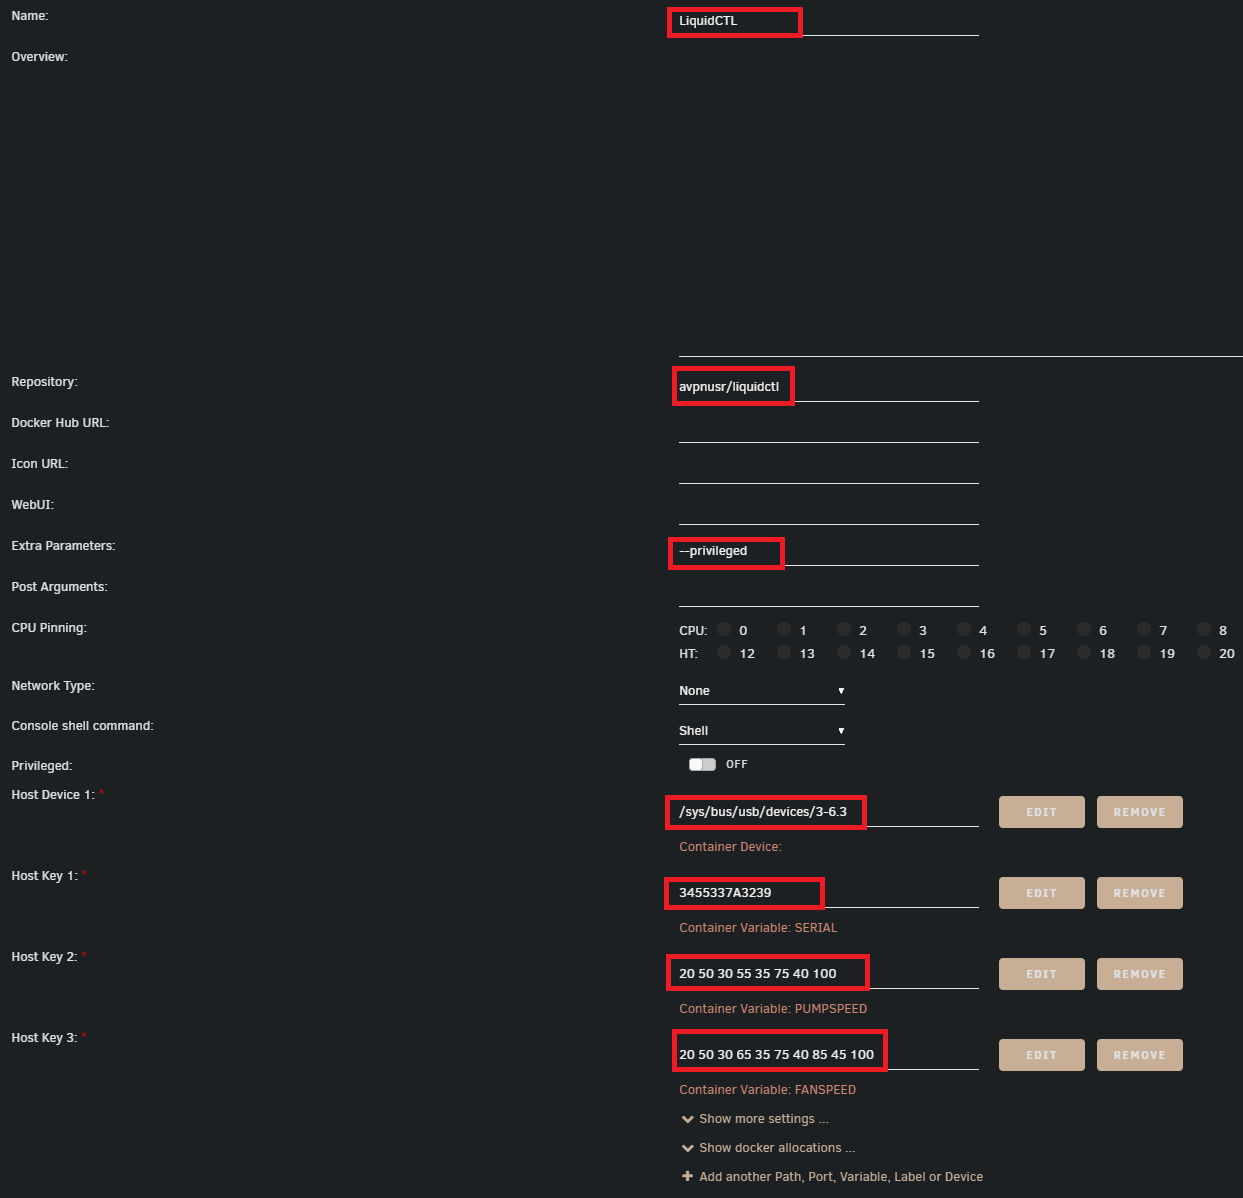 Name:
LiquidCTL
Overview:
Repository:
avpnusr/liquidctl
Docker Hub URL:
Icon URL:
WebUI:
Extra Parameters:
--privileged
Post Arguments:
CPU Pinning:
CPU: 0 1 2 3 4 5 6 7 8
HT: 12 13 14 15 16 17 18 19 20
Network Type:
None
Console shell command:
Shell
Privileged:
OFF
Host Device 1: *
/sys/bus/usb/devices/3-6.3
EDIT REMOVE
Container Device:
Host Key 1: *
3455337A3239
EDIT REMOVE
Container Variable: SERIAL
Host Key 2: *
20 50 30 55 35 75 40 100
EDIT REMOVE
Container Variable: PUMPSPEED
Host Key 3: *
20 50 30 65 35 75 40 85 45 100
EDIT REMOVE
Container Variable: FANSPEED
Show more settings ...
Show docker allocations ...
Add another Path, Port, Variable, Label or Device